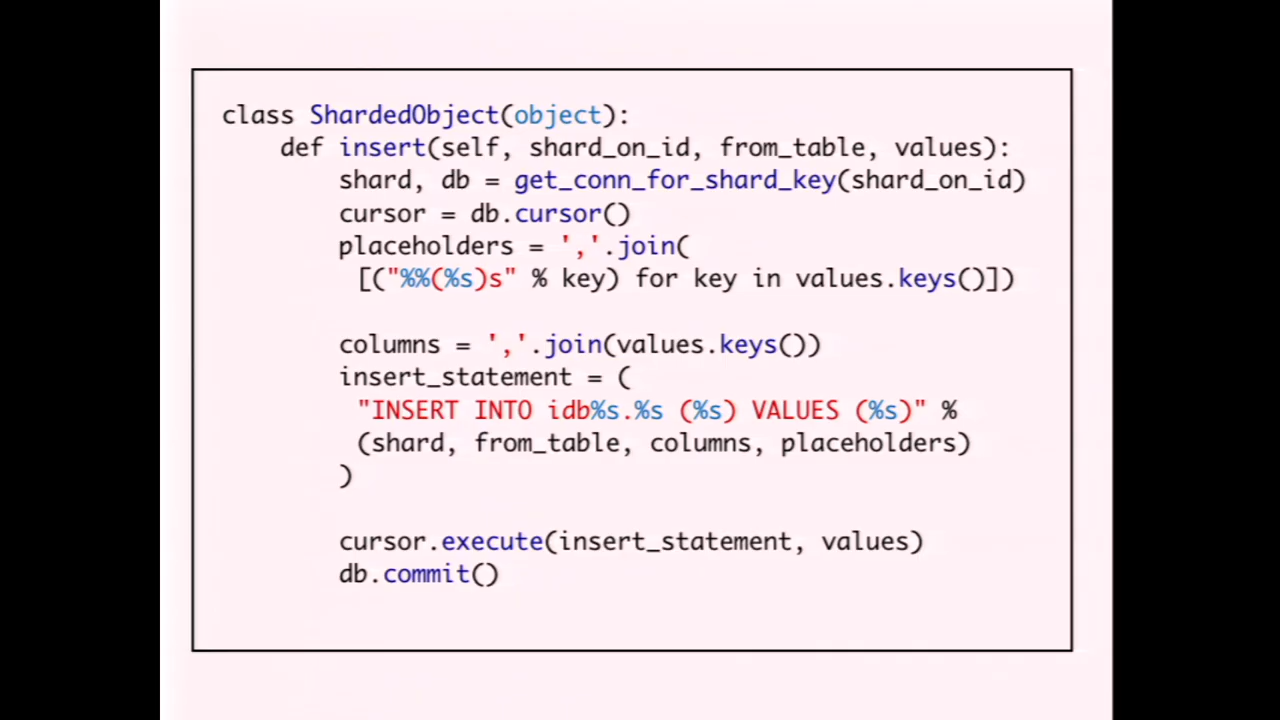 class ShardedObject(object):
    def insert(self, shard_on_id, from_table, values):
        shard, db = get_conn_for_shard_key(shard_on_id)
        cursor = db.cursor()
        placeholders = ','.join(
         [("%%(%s)s" % key) for key in values.keys()])

        columns = ','.join(values.keys())
        insert_statement = (
         "INSERT INTO idb%s.%s (%s) VALUES (%s)" %
         (shard, from_table, columns, placeholders)
        )

        cursor.execute(insert_statement, values)
        db.commit()